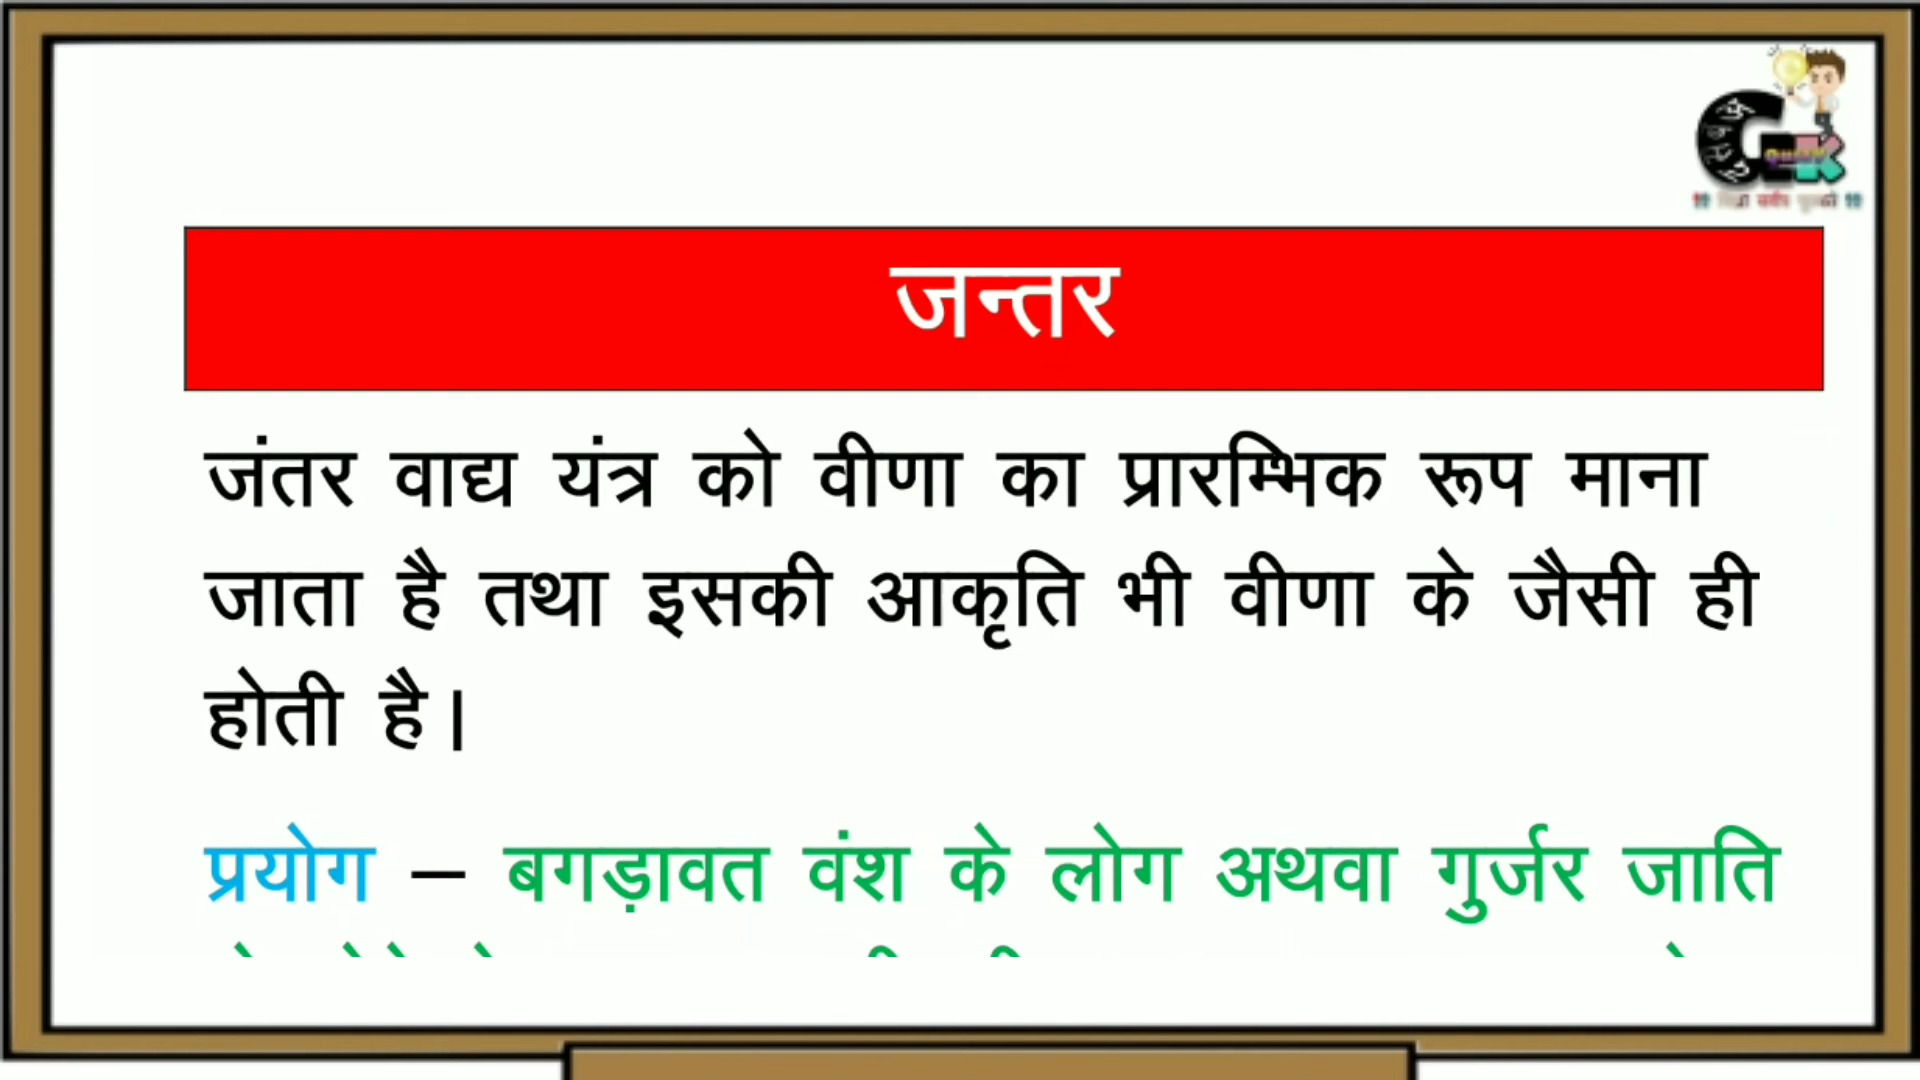 जन्तर
जंतर वाद्य यंत्र को वीणा का प्रारम्भिक रूप माना
जाता है तथा इसकी आकृति भी वीणा के जैसी ही
होती है।
प्रयोग – बगड़ावत वंश के लोग अथवा गुर्जर जाति